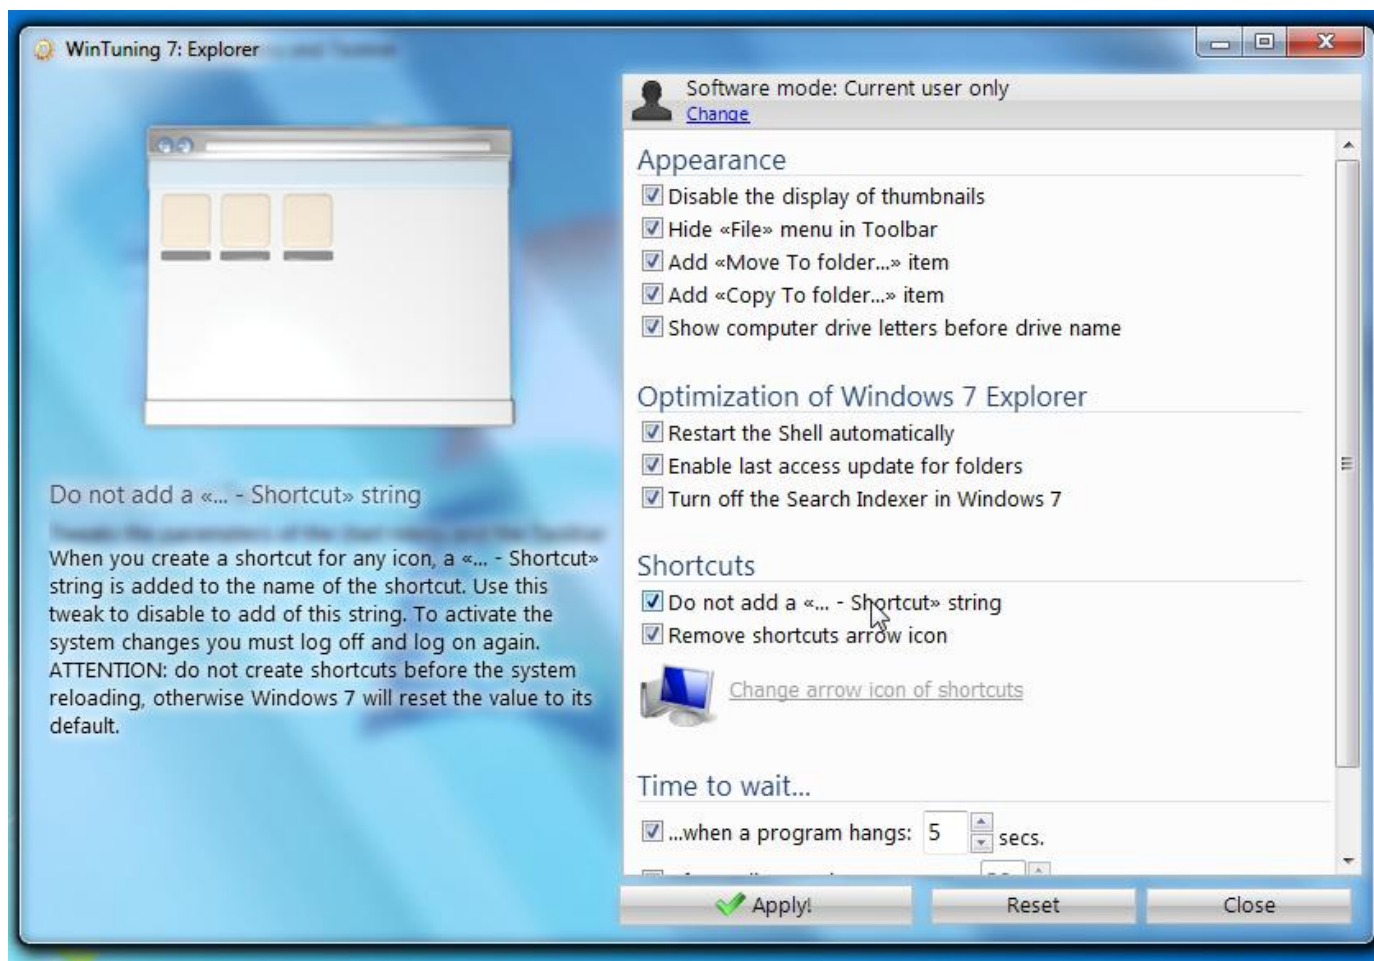 WinTuning 7: Explorer
Software mode: Current user only
Change
Appearance
Disable the display of thumbnails
Hide «File» menu in Toolbar
Add «Move To folder...» item
Add «Copy To folder...» item
Show computer drive letters before drive name
Optimization of Windows 7 Explorer
Restart the Shell automatically
Enable last access update for folders
Turn off the Search Indexer in Windows 7
Shortcuts
Do not add a «... - Shortcut» string
Remove shortcuts arrow icon
Change arrow icon of shortcuts
Time to wait...
...when a program hangs: 5 secs.
Apply!
Reset
Close
Do not add a «... - Shortcut» string
When you create a shortcut for any icon, a «... - Shortcut»
string is added to the name of the shortcut. Use this
tweak to disable to add of this string. To activate the
system changes you must log off and log on again.
ATTENTION: do not create shortcuts before the system
reloading, otherwise Windows 7 will reset the value to its
default.